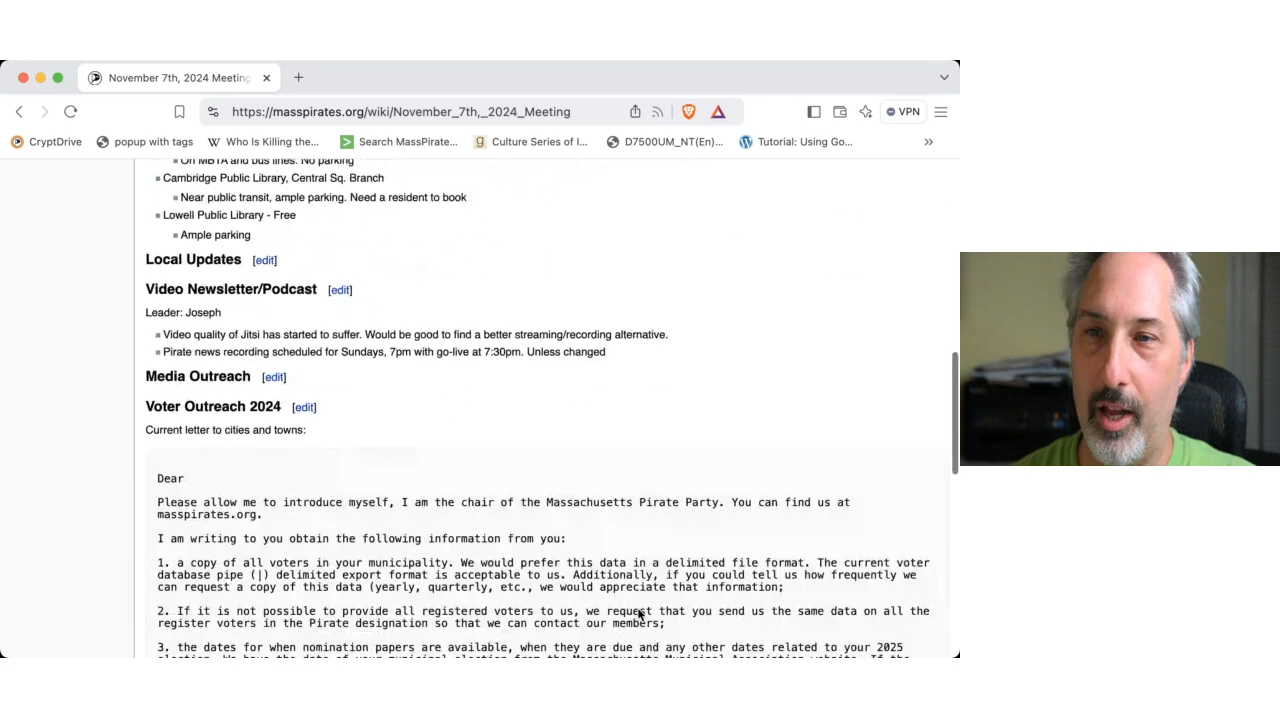 November 7th, 2024 Meeting
https://masspirates.org/wiki/November_7th,_2024_Meeting
VPN
CryptDrive
popup with tags
Who Is Killing the...
Search MassPirate...
Culture Series of I...
D7500UM_NT(En)...
Tutorial: Using Go...
On MBTA and bus lines. No parking
Cambridge Public Library, Central Sq. Branch
Near public transit, ample parking. Need a resident to book
Lowell Public Library - Free
Ample parking
Local Updates [edit]
Video Newsletter/Podcast [edit]
Leader: Joseph
Video quality of Jitsi has started to suffer. Would be good to find a better streaming/recording alternative.
Pirate news recording scheduled for Sundays, 7pm with go-live at 7:30pm. Unless changed
Media Outreach [edit]
Voter Outreach 2024 [edit]
Current letter to cities and towns:
Dear
Please allow me to introduce myself, I am the chair of the Massachusetts Pirate Party. You can find us at
masspirates.org.
I am writing to you obtain the following information from you:
1. a copy of all voters in your municipality. We would prefer this data in a delimited file format. The current voter
database pipe (|) delimited export format is acceptable to us. Additionally, if you could tell us how frequently we
can request a copy of this data (yearly, quarterly, etc., we would appreciate that information;
2. If it is not possible to provide all registered voters to us, we request that you send us the same data on all the
register voters in the Pirate designation so that we can contact our members;
3. the dates for when nomination papers are available, when they are due and any other dates related to your 2025